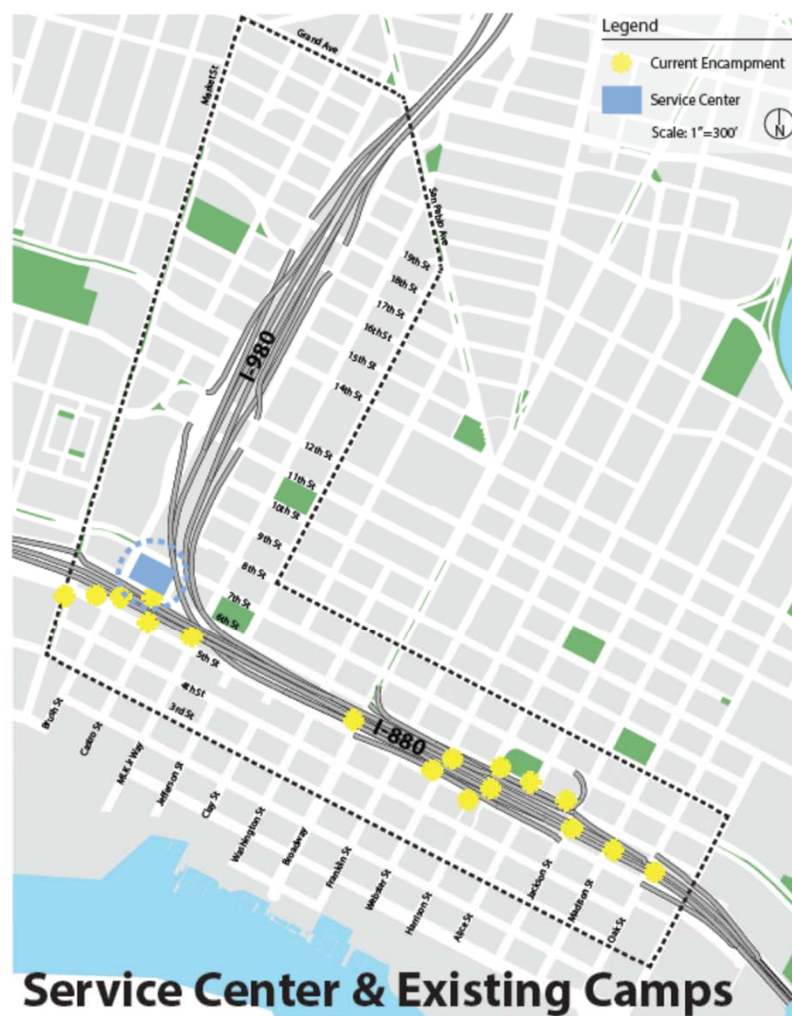 Legend
Current Encampment
Service Center
Scale: 1"=300'
N
Grand Ave
Market St
San Pablo Ave
19th St
18th St
17th St
16th St
15th St
14th St
I-980
12th St
11th St
10th St
9th St
8th St
7th St
6th St
5th St
4th St
3rd St
I-880
Brush St
Castro St
MLK Jr Way
Jefferson St
Clay St
Washington St
Broadway
Franklin St
Webster St
Harrison St
Alice St
Jackson St
Madison St
Oak St
Service Center & Existing Camps